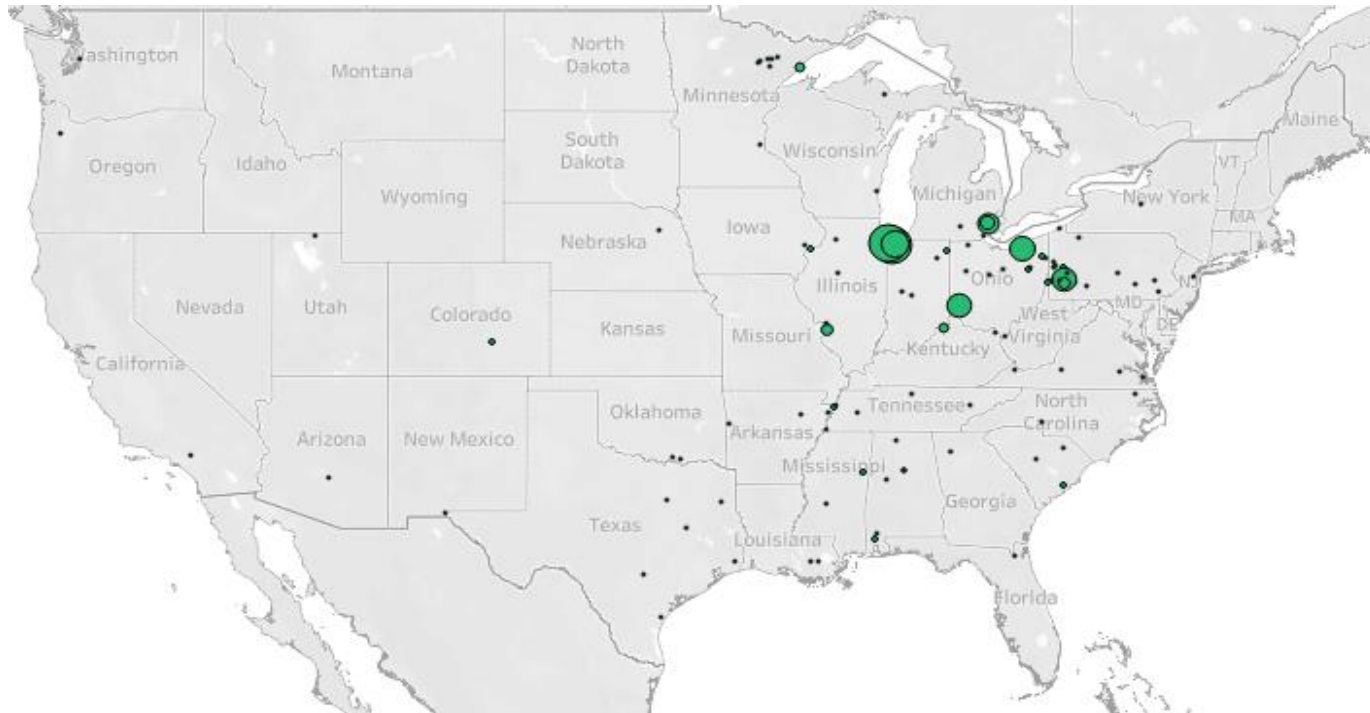 Washington
Montana
North
Dakota
Minnesota
Maine
Oregon
Idaho
South
Dakota
Wisconsin
Michigan
VT
New York
MA
Wyoming
Iowa
Nebraska
Nevada
Utah
Colorado
Kansas
Illinois
Ohio
NJ
MD
DE
West
Virginia
Virginia
Missouri
Kentucky
California
Arizona
New Mexico
Oklahoma
Arkansas
Tennessee
North
Carolina
Mississippi
Georgia
Texas
Louisiana
Florida